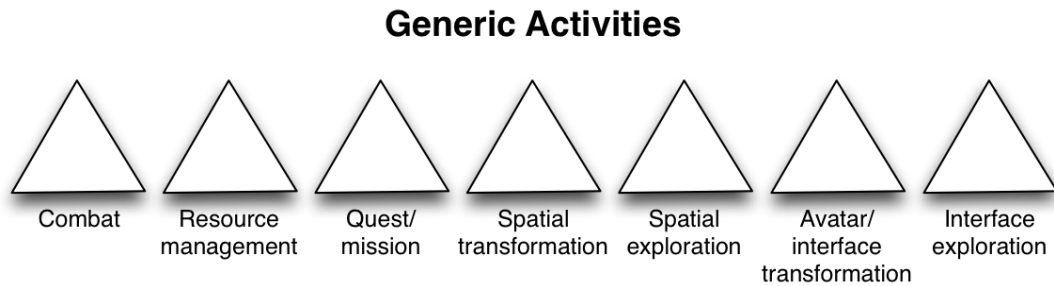 Generic Activities
Combat
Resource
management
Quest/
mission
Spatial
transformation
Spatial
exploration
Avatar/
interface
transformation
Interface
exploration